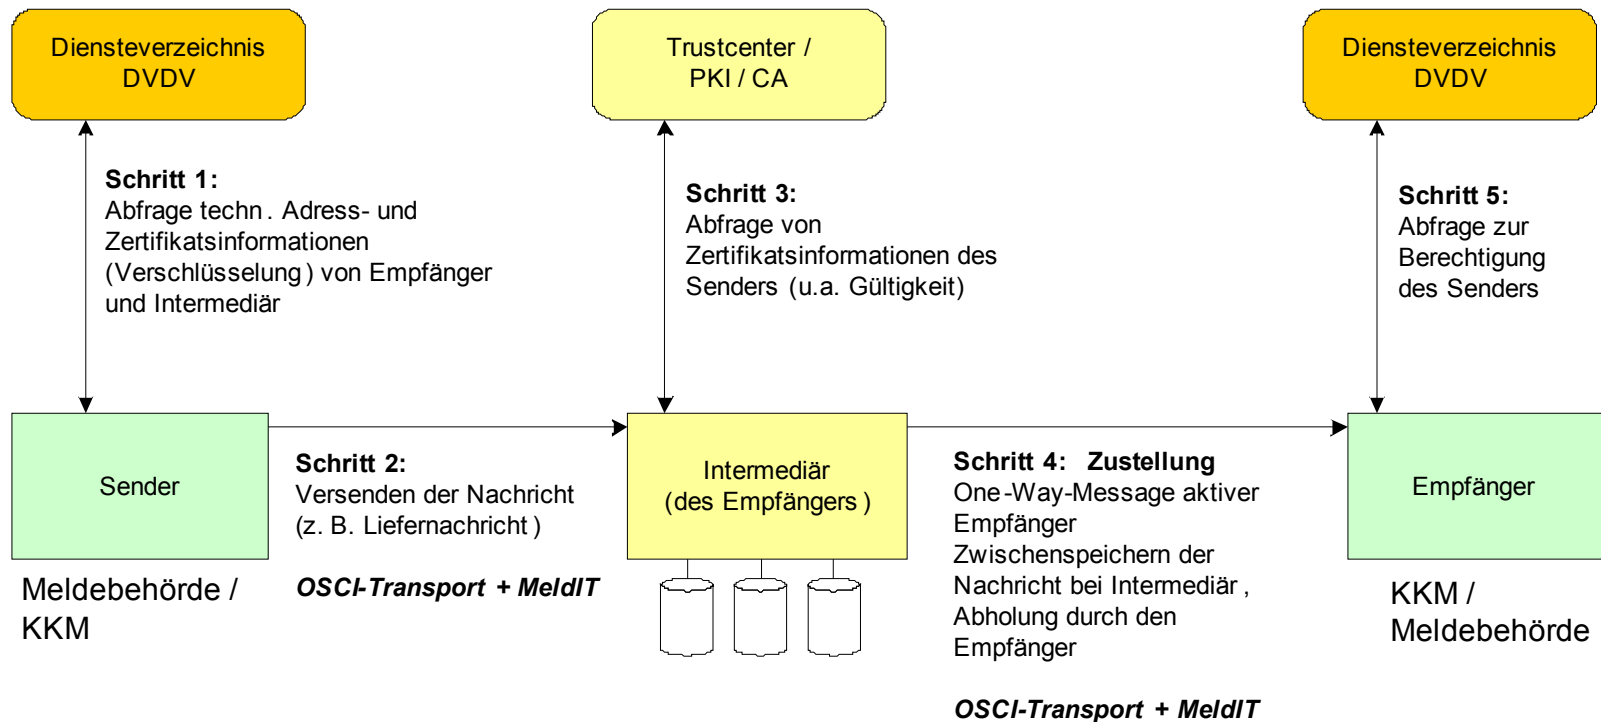 Diensteverzeichnis
DVDV
Trustcenter /
PKI / CA
Diensteverzeichnis
DVDV
Schritt 1:
Abfrage techn. Adress- und
Zertifikatsinformationen
(Verschlüsselung) von Empfänger
und Intermediär
Schritt 3:
Abfrage von
Zertifikatsinformationen des
Senders (u.a. Gültigkeit)
Schritt 5:
Abfrage zur
Berechtigung
des Senders
Sender
Schritt 2:
Versenden der Nachricht
(z. B. Liefernachricht)
OSCI-Transport + MeldIT
Intermediär
(des Empfängers)
Schritt 4: Zustellung
One-Way-Message aktiver
Empfänger
Zwischenspeichern der
Nachricht bei Intermediär,
Abholung durch den
Empfänger
OSCI-Transport + MeldIT
Empfänger
Meldebehörde /
KKM
KKM /
Meldebehörde